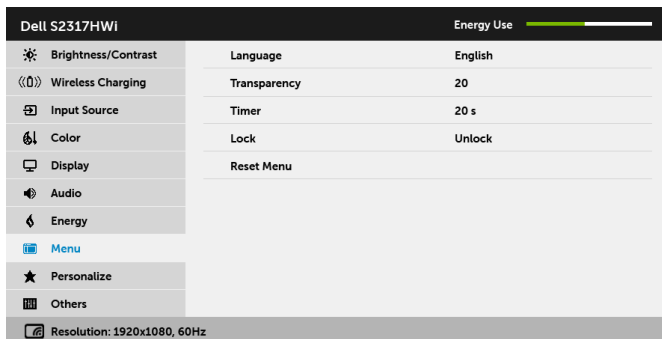 Dell S2317HWi Energy Use
Brightness/Contrast Language English
Wireless Charging Transparency 20
Input Source Timer 20 s
Color Lock Unlock
Display Reset Menu
Audio
Energy
Menu
Personalize
Others
Resolution: 1920x1080, 60Hz